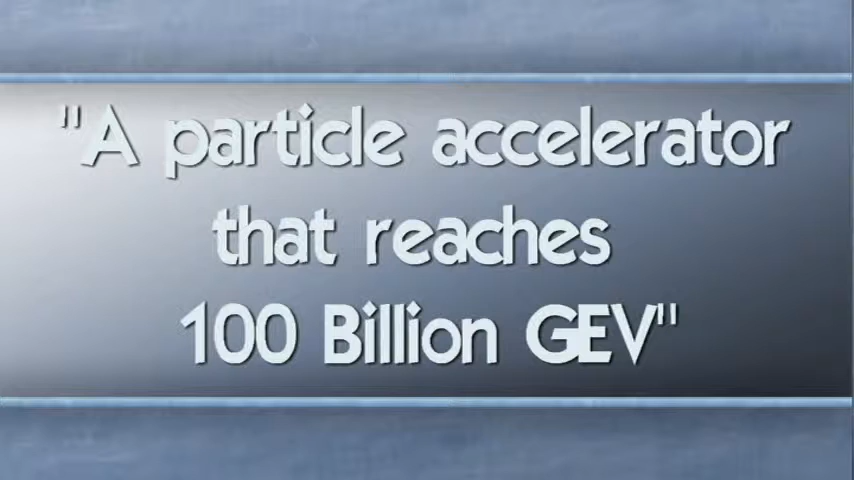 "A particle accelerator
that reaches
100 Billion GEV"